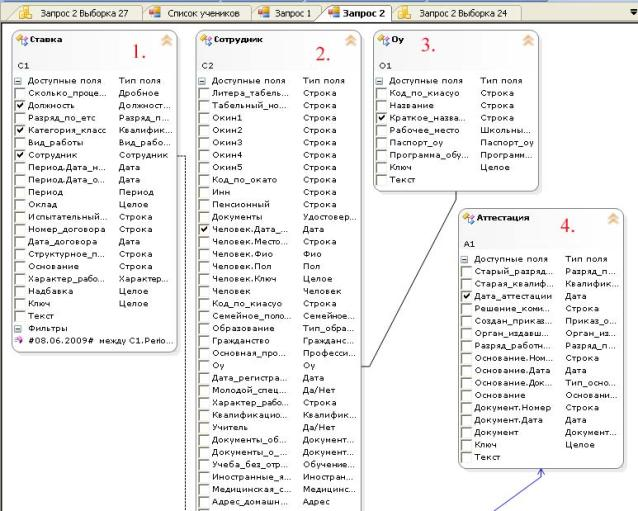 Запрос 2 Выборка 27 Список учеников Запрос 1 Запрос 2 Запрос 2 Выборка 24
Ставка
1.
C1
Доступные поля Тип поля
Сколько_проце... Дробное
Должность Должност...
Разряд_по_етс Разряд_п...
Категория_класс Квалифик...
Вид_работы Вид_рабо...
Сотрудник Сотрудник
Период.Дата_н... Дата
Период.Дата_о... Дата
Период Период
Оклад Целое
Испытательный... Строка
Номер_договора Строка
Дата_договора Дата
Структурное_п... Строка
Основание Строка
Характер_рабо... Характер...
Надбавка Целое
Ключ Целое
Текст
Фильтры
#08.06.2009# между C1.Perio...
Сотрудник
2.
C2
Доступные поля Тип поля
Литера_табель... Строка
Табельный_но... Строка
Окин1 Строка
Окин2 Строка
Окин3 Строка
Окин4 Строка
Окин5 Строка
Код_по_окато Строка
Инн Строка
Пенсионный Строка
Документы Удостовер...
Человек.Дата_... Дата
Человек.Место... Строка
Человек.Фио Фио
Человек.Пол Пол
Человек.Ключ Целое
Человек Человек
Код_по_киасуо Строка
Семейное_поло... Семейное...
Образование Тип_обра...
Гражданство Гражданс...
Основная_про... Професси...
Оу Оу
Дата_регистра... Дата
Молодой_спец... Да/Нет
Характер_рабо... Строка
Квалификацио... Квалифик...
Учитель Да/Нет
Документы_об... Документ...
Документы_о_... Документ...
Учеба_без_отр... Обучение...
Иностранные_я... Иностран...
Медицинская_с... Медицинс...
Адрес_домашн... Адрес
Оу
3.
O1
Доступные поля Тип поля
Код_по_киасуо Строка
Название Строка
Краткое_назва... Строка
Рабочее_место Школьны...
Паспорт_оу Паспорт_оу
Программа_обу... Программ...
Ключ Целое
Текст
Аттестация
4.
A1
Доступные поля Тип поля
Старый_разряд... Разряд_п...
Старая_квалиф... Квалифик...
Дата_аттестации Дата
Решение_коми... Строка
Создан_приказ... Приказ_о...
Орган_издавш... Орган_из...
Разряд_работн... Разряд_п...
Основание.Ном... Строка
Основание.Дата Дата
Основание.Док... Тип_осно...
Основание Основани...
Документ.Номер Строка
Документ.Дата Дата
Документ Документ...
Ключ Целое
Текст